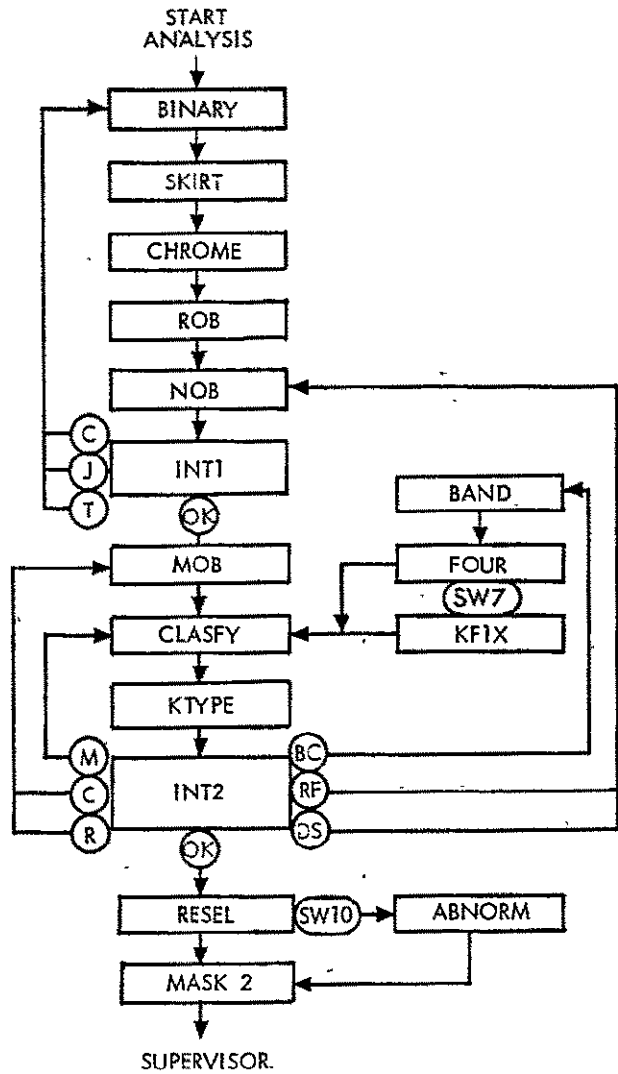 START
ANALYSIS
BINARY
SKIRT
CHROME
ROB
NOB
C
J
T
INT1
OK
BAND
FOUR
SW7
KF1X
MOB
CLASFY
KTYPE
M
C
R
INT2
BC
RF
DS
OK
RESEL
SW10
ABNORM
MASK 2
SUPERVISOR.